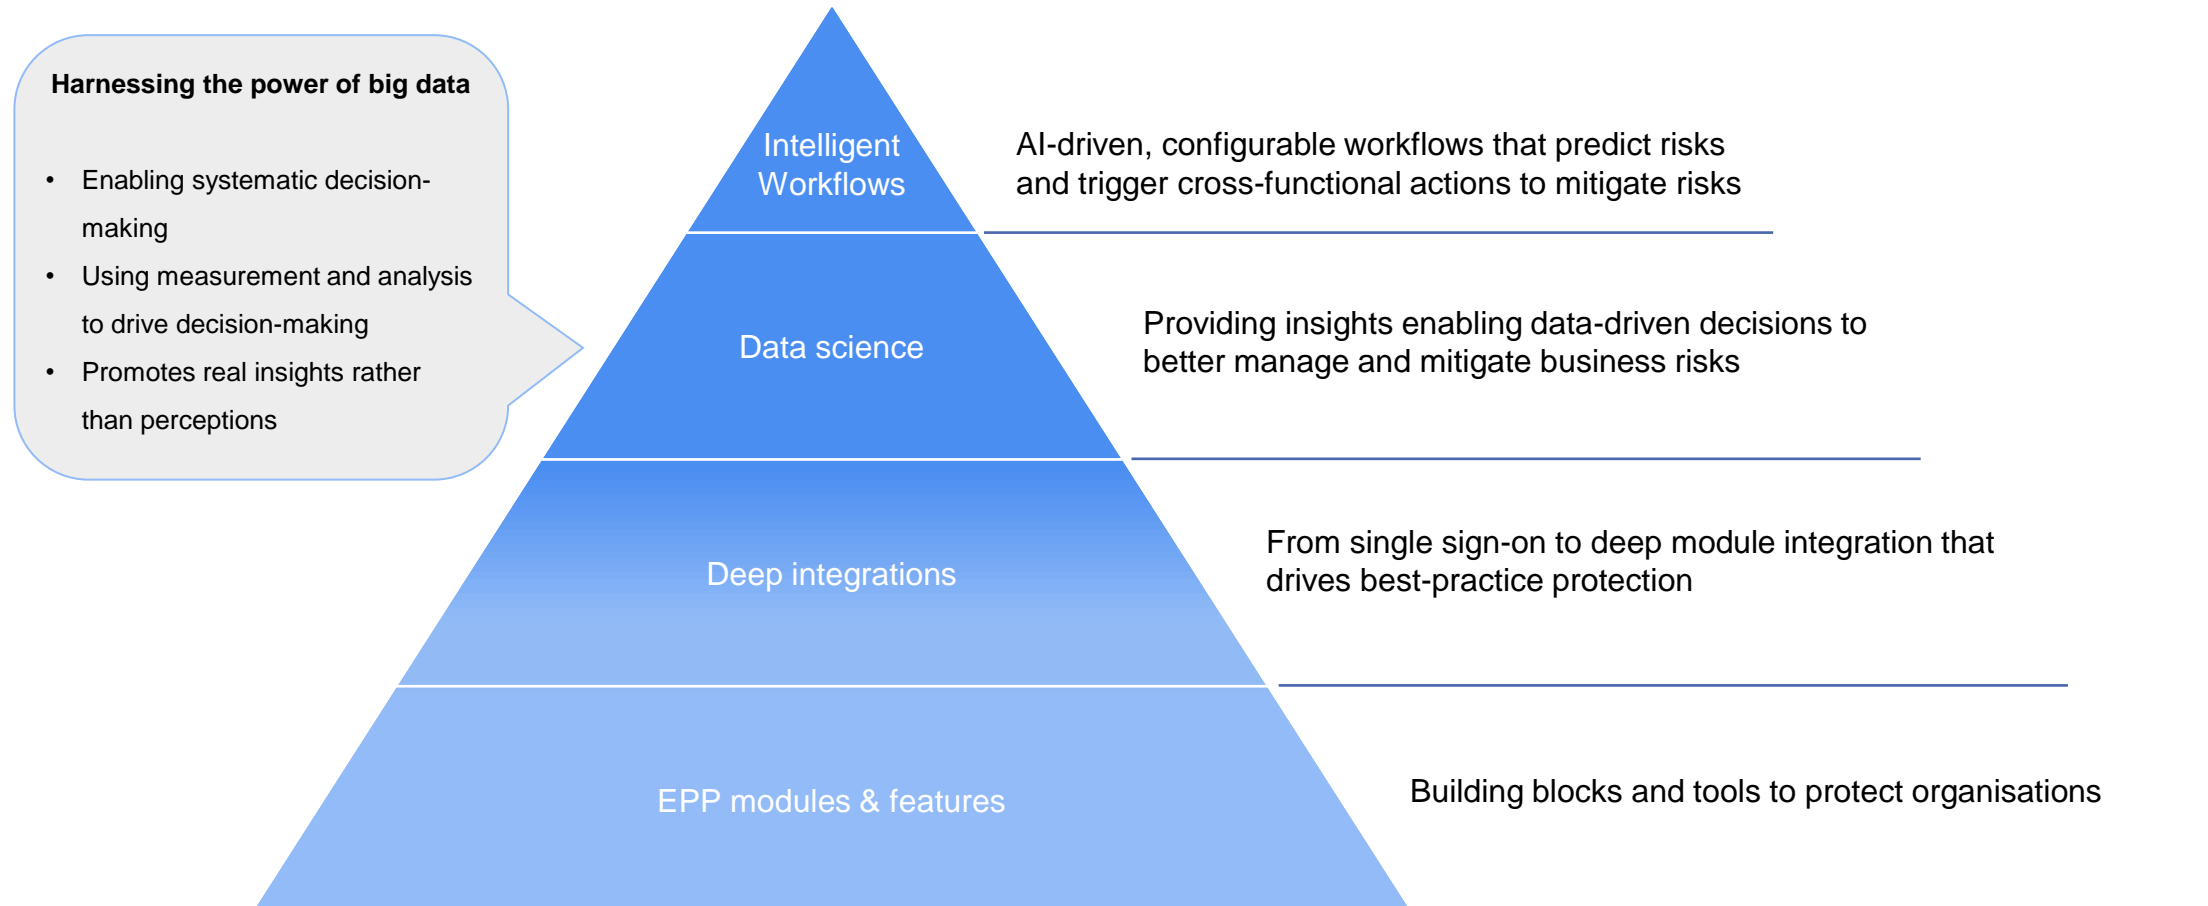 Harnessing the power of big data
• Enabling systematic decision-
making
• Using measurement and analysis
to drive decision-making
• Promotes real insights rather
than perceptions
Intelligent
Workflows
AI-driven, configurable workflows that predict risks
and trigger cross-functional actions to mitigate risks
Data science
Providing insights enabling data-driven decisions to
better manage and mitigate business risks
Deep integrations
From single sign-on to deep module integration that
drives best-practice protection
EPP modules & features
Building blocks and tools to protect organisations